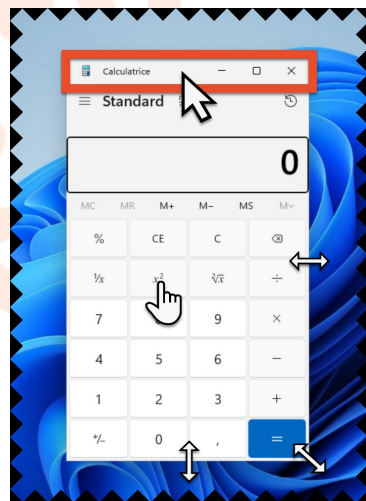 Calculatrice
Standard
0
MC MR M+ M− MS M˅
% CE C
¹/x x² ²√x ÷
7 9 ×
4 5 6 −
1 2 3 +
+/− 0 , =